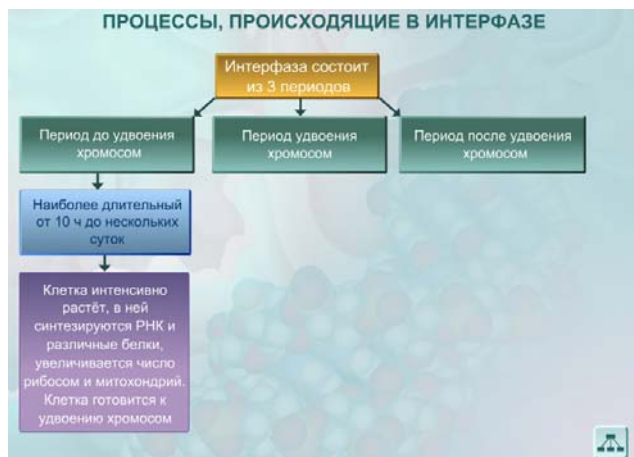 ПРОЦЕССЫ, ПРОИСХОДЯЩИЕ В ИНТЕРФАЗЕ
Интерфаза состоит
из 3 периодов
Период до удвоения
хромосом
Период удвоения
хромосом
Период после удвоения
хромосом
Наиболее длительный
от 10 ч до нескольких
суток
Клетка интенсивно
растёт, в ней
синтезируются РНК и
различные белки,
увеличивается число
рибосом и митохондрий.
Клетка готовится к
удвоению хромосом